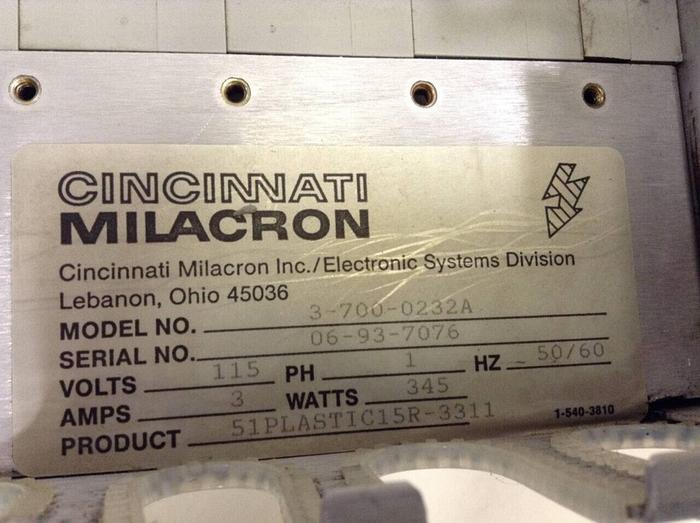 CINCINNATI
MILACRON
Cincinnati Milacron Inc./Electronic Systems Division
Lebanon, Ohio 45036
MODEL NO. 3-700-0232A
SERIAL NO. 06-93-7076
VOLTS 115 PH 1 HZ 50/60
AMPS 3 WATTS 345
PRODUCT 51PLASTIC15R-3311 1-540-3810